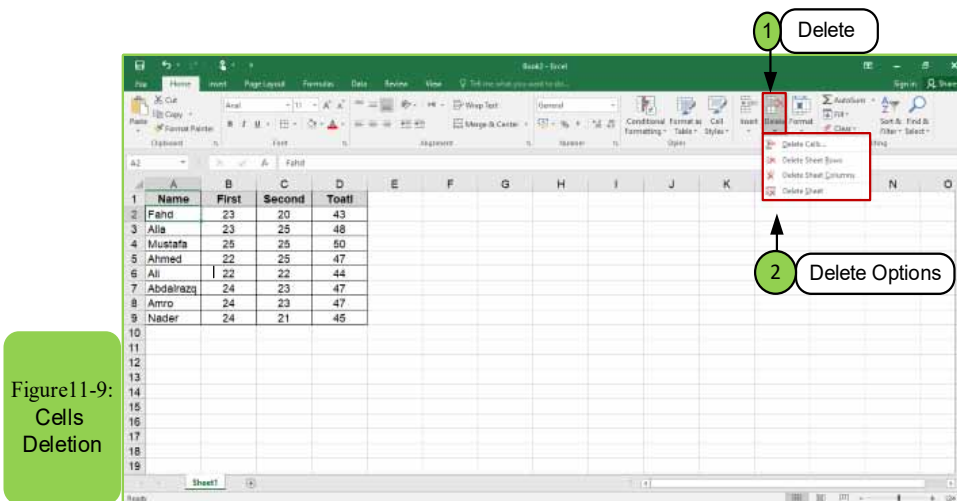 1 Delete
Book2 - Excel
Home Insert Page Layout Formulas Data Review View Tell me what you want to do... Sign in Share
Cut
Copy
Format Painter
Paste
Clipboard
Arial 11
B I U
Font
Wrap Text
Merge & Center
Alignment
General
Number
Conditional Formatting
Format as Table
Cell Styles
Styles
Insert Delete Format
AutoSum
Fill
Clear
Sort & Filter
Find & Select
Delete Cells...
Delete Sheet Rows
Delete Sheet Columns
Delete Sheet
A2 Fahd
A B C D E F G H I J K N O
1 Name First Second Toatl
2 Fahd 23 20 43
3 Alla 23 25 48
4 Mustafa 25 25 50
5 Ahmed 22 25 47
6 Ali 22 22 44
7 Abdalrazq 24 23 47
8 Amro 24 23 47
9 Nader 24 21 45
10
11
12
13
14
15
16
17
18
19
2 Delete Options
Sheet1
Ready
Figure11-9:
Cells
Deletion